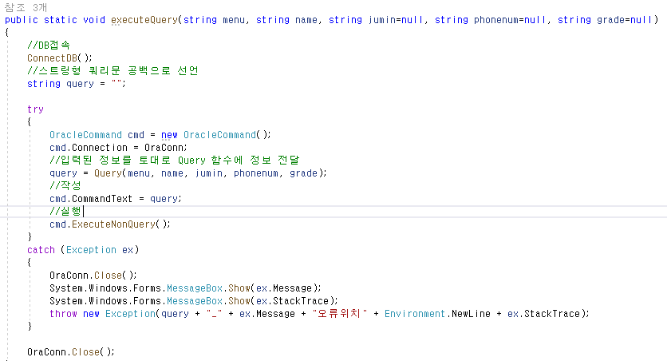 참조 3개
public static void executeQuery(string menu, string name, string jumin=null, string phonenum=null, string grade=null)
{
//DB접속
ConnectDB();
//스트링형 쿼리문 공백으로 선언
string query = "";
try
{
OracleCommand cmd = new OracleCommand();
cmd.Connection = OraConn;
//입력된 정보를 토대로 Query 함수에 정보 전달
query = Query(menu, name, jumin, phonenum, grade);
//작성
cmd.CommandText = query;
//실행
cmd.ExecuteNonQuery();
}
catch (Exception ex)
{
OraConn.Close();
System.Windows.Forms.MessageBox.Show(ex.Message);
System.Windows.Forms.MessageBox.Show(ex.StackTrace);
throw new Exception(query + "_" + ex.Message + "오류위치" + Environment.NewLine + ex.StackTrace);
}
OraConn.Close();